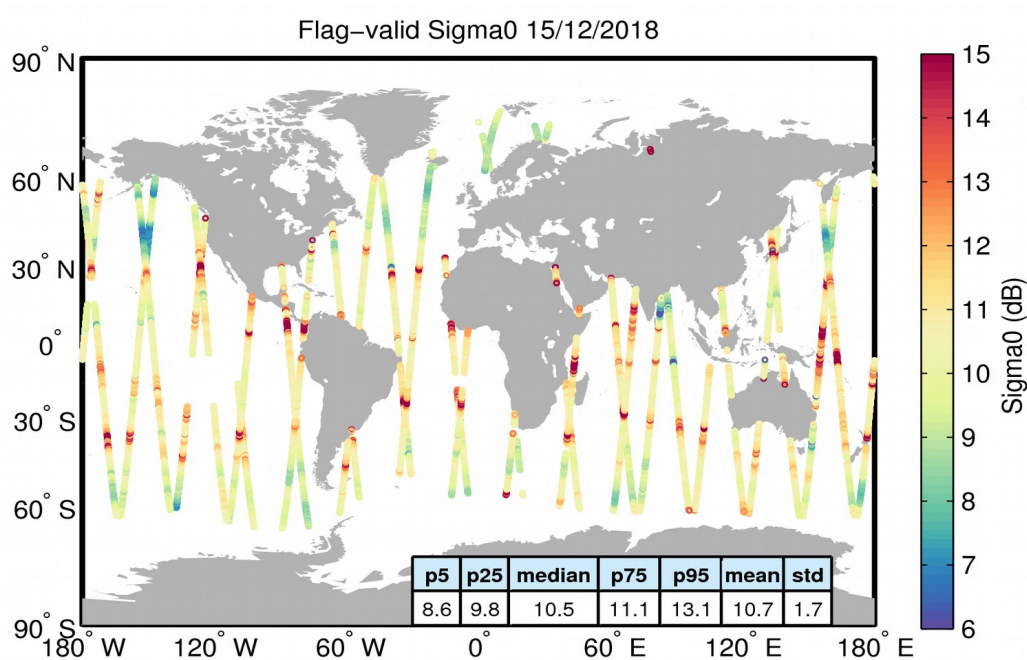 Flag−valid Sigma0 15/12/2018
90° N
60° N
30° N
0°
30° S
60° S
90° S
180° W
120° W
60° W
0°
60° E
120° E
180° E
15
14
13
12
11
10
9
8
7
6
Sigma0 (dB)
p5 p25 median p75 p95 mean std
8.6 9.8 10.5 11.1 13.1 10.7 1.7